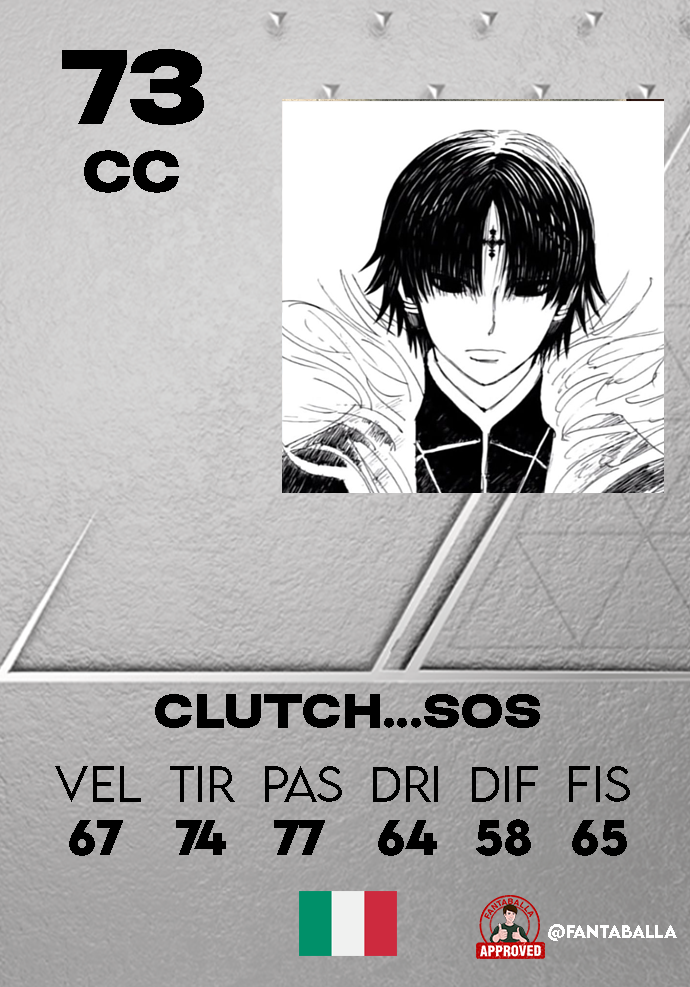 73
CC
CLUTCH...SOS
VEL TIR PAS DRI DIF FIS
67 74 77 64 58 65
FANTABALLA
APPROVED
@FANTABALLA